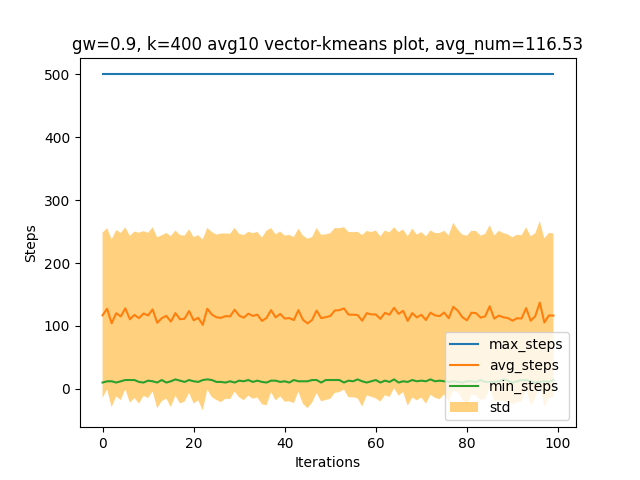 gw=0.9, k=400 avg10 vector-kmeans plot, avg_num=116.53
500
400
300
200
100
0
Steps
max_steps
avg_steps
min_steps
std
0
20
40
60
80
100
Iterations